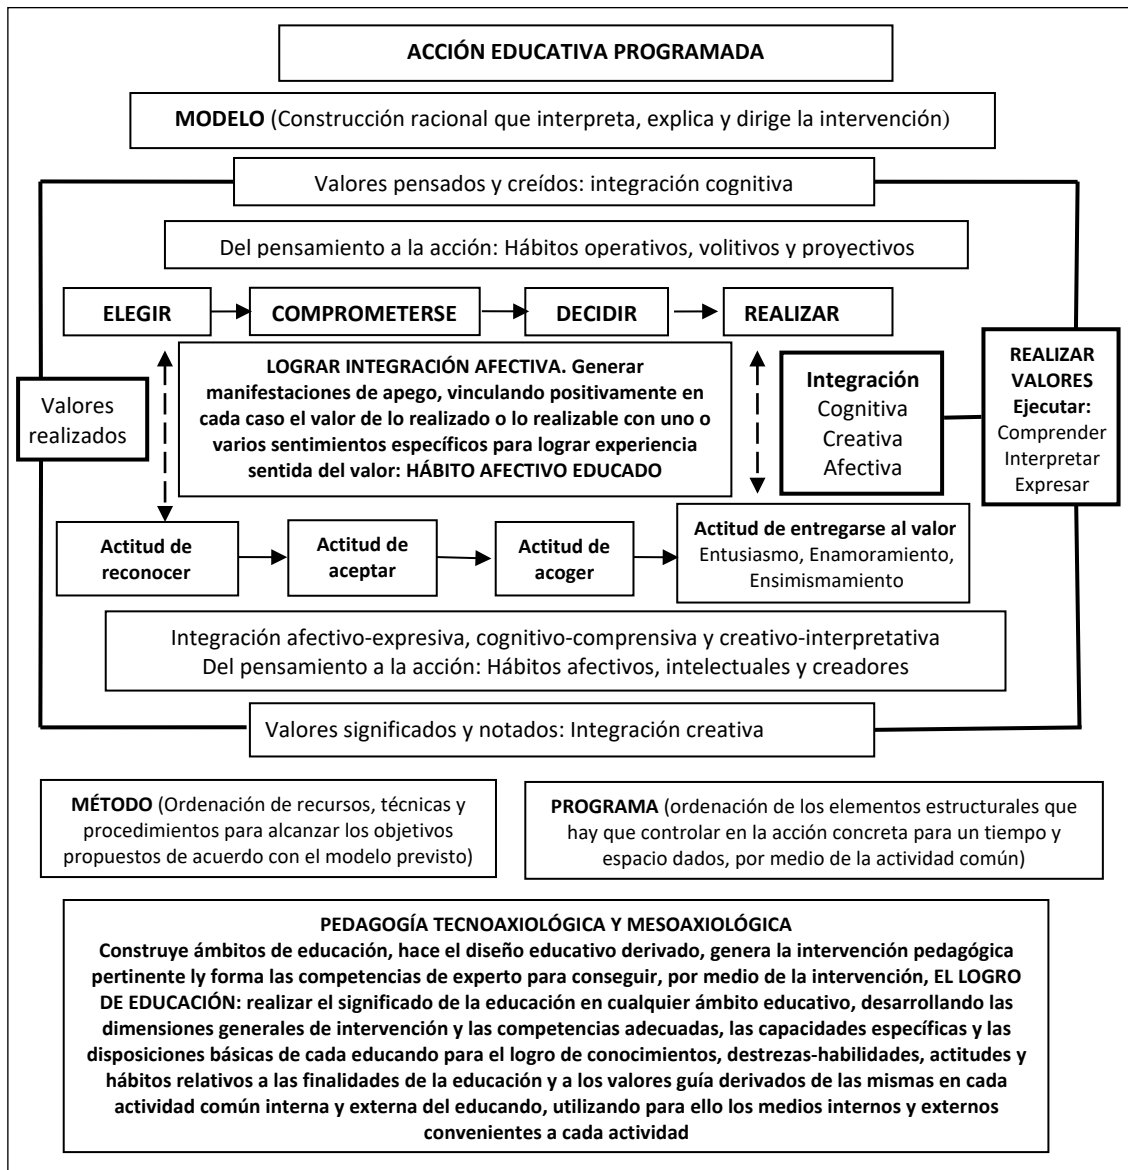 ACCIÓN EDUCATIVA PROGRAMADA
MODELO (Construcción racional que interpreta, explica y dirige la intervención)
Valores pensados y creídos: integración cognitiva
Del pensamiento a la acción: Hábitos operativos, volitivos y proyectivos
ELEGIR
COMPROMETERSE
DECIDIR
REALIZAR
LOGRAR INTEGRACIÓN AFECTIVA. Generar
manifestaciones de apego, vinculando positivamente en
cada caso el valor de lo realizado o lo realizable con uno o
varios sentimientos específicos para lograr experiencia
sentida del valor: HÁBITO AFECTIVO EDUCADO
Valores
realizados
Integración
Cognitiva
Creativa
Afectiva
REALIZAR
VALORES
Ejecutar:
Comprender
Interpretar
Expresar
Actitud de
reconocer
Actitud de
aceptar
Actitud de
acoger
Actitud de entregarse al valor
Entusiasmo, Enamoramiento,
Ensimismamiento
Integración afectivo-expresiva, cognitivo-comprensiva y creativo-interpretativa
Del pensamiento a la acción: Hábitos afectivos, intelectuales y creadores
Valores significados y notados: Integración creativa
MÉTODO (Ordenación de recursos, técnicas y
procedimientos para alcanzar los objetivos
propuestos de acuerdo con el modelo previsto)
PROGRAMA (ordenación de los elementos estructurales que
hay que controlar en la acción concreta para un tiempo y
espacio dados, por medio de la actividad común)
PEDAGOGÍA TECNOAXIOLÓGICA Y MESOAXIOLÓGICA
Construye ámbitos de educación, hace el diseño educativo derivado, genera la intervención pedagógica
pertinente ly forma las competencias de experto para conseguir, por medio de la intervención, EL LOGRO
DE EDUCACIÓN: realizar el significado de la educación en cualquier ámbito educativo, desarrollando las
dimensiones generales de intervención y las competencias adecuadas, las capacidades específicas y las
disposiciones básicas de cada educando para el logro de conocimientos, destrezas-habilidades, actitudes y
hábitos relativos a las finalidades de la educación y a los valores guía derivados de las mismas en cada
actividad común interna y externa del educando, utilizando para ello los medios internos y externos
convenientes a cada actividad